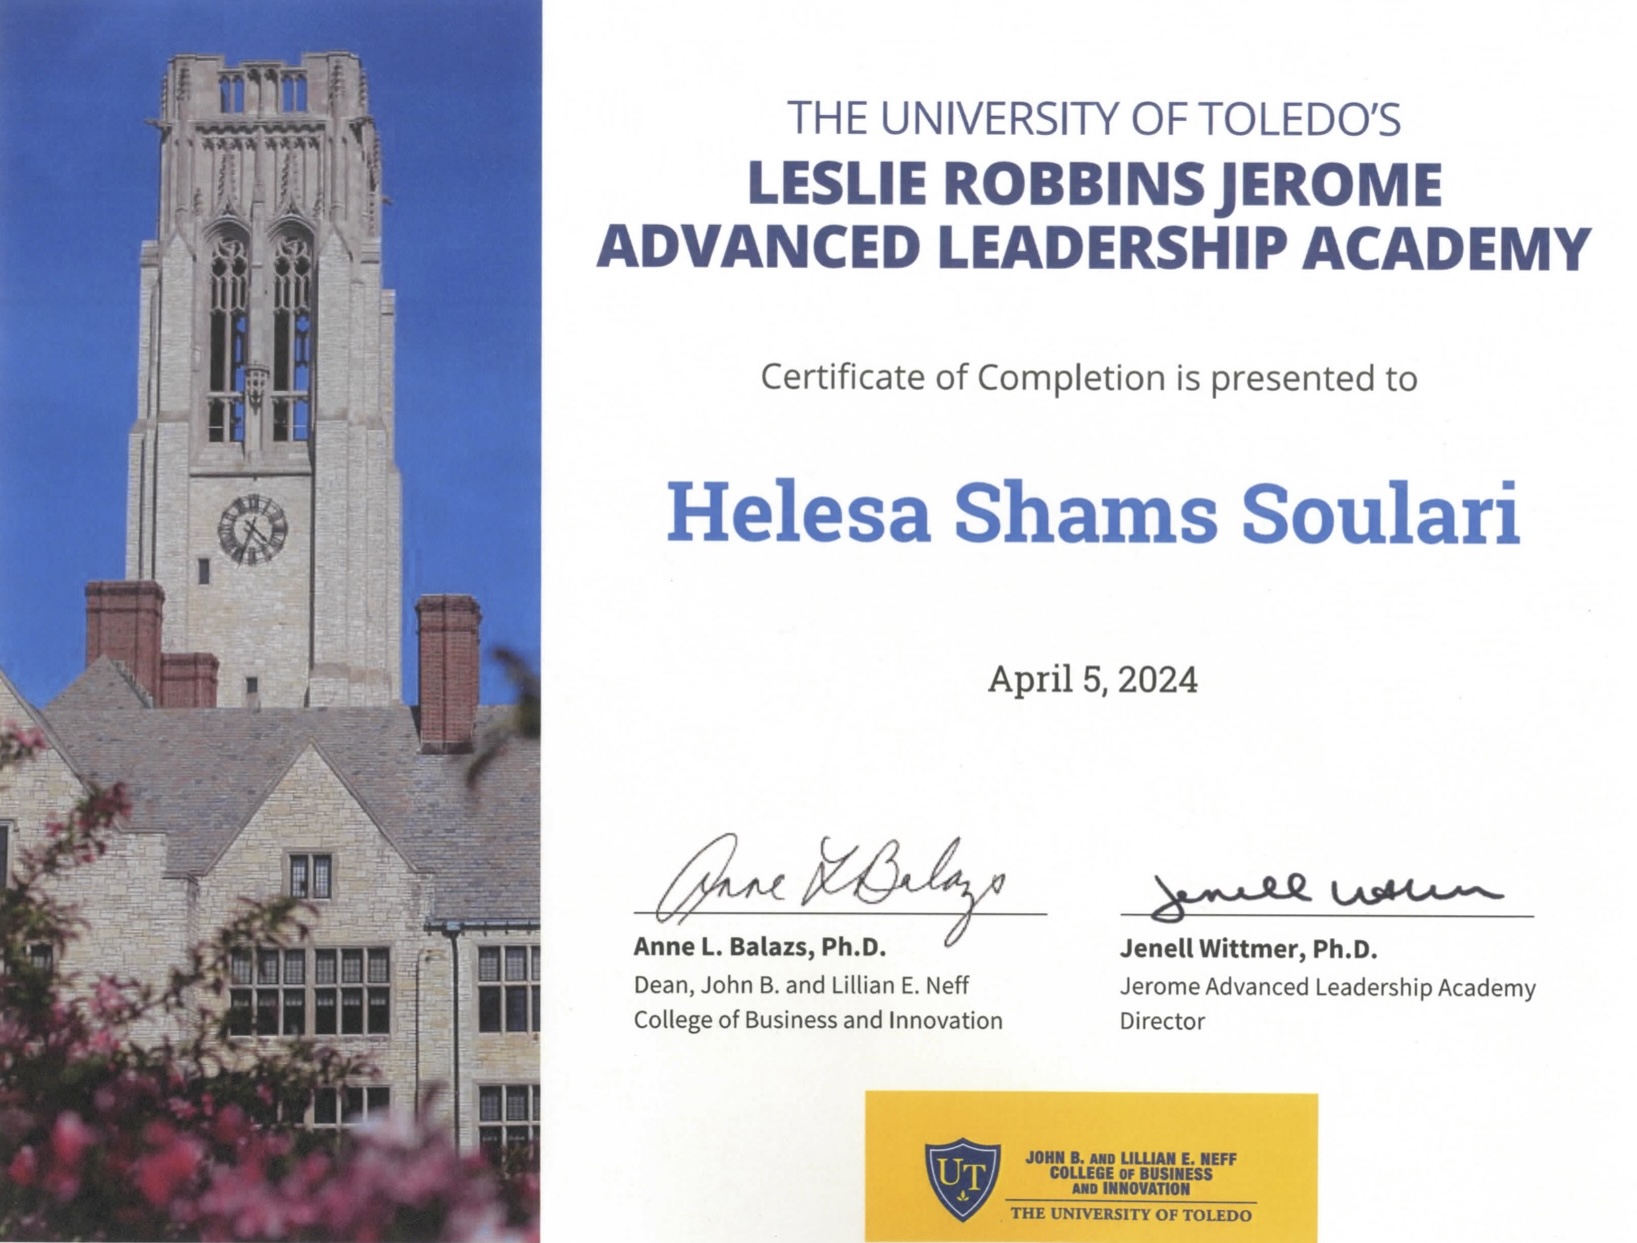 THE UNIVERSITY OF TOLEDO'S
LESLIE ROBBINS JEROME
ADVANCED LEADERSHIP ACADEMY
Certificate of Completion is presented to
Helesa Shams Soulari
April 5, 2024
Anne L Balazs
Anne L. Balazs, Ph.D.
Dean, John B. and Lillian E. Neff
College of Business and Innovation
Jenell Wittmer
Jenell Wittmer, Ph.D.
Jerome Advanced Leadership Academy
Director
UT
JOHN B. AND LILLIAN E. NEFF
COLLEGE OF BUSINESS
AND INNOVATION
THE UNIVERSITY OF TOLEDO